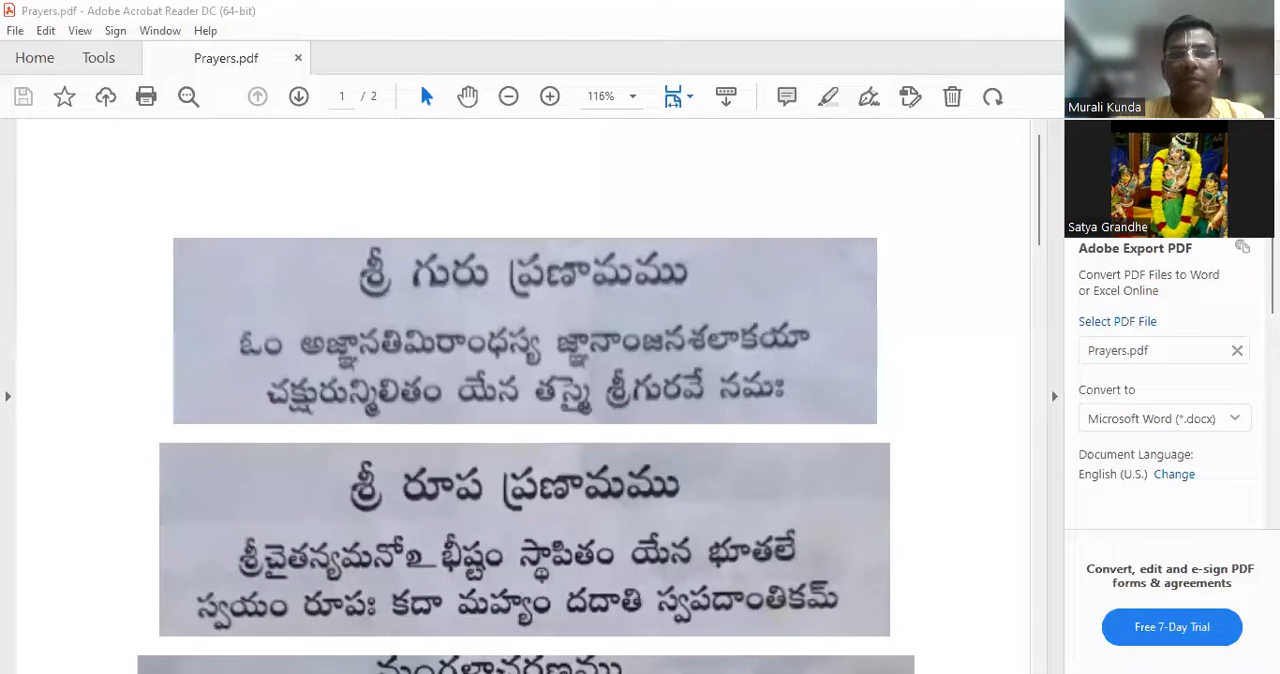 Prayers.pdf - Adobe Acrobat Reader DC (64-bit)
File Edit View Sign Window Help
Home Tools Prayers.pdf ×
1 / 2 116%
శ్రీ గురు ప్రణామము
ఓం అజ్ఞానతిమిరాంధస్య జ్ఞానాంజనశలాకయా
చక్షురున్మిలితం యేన తస్మై శ్రీగురవే నమః
శ్రీ రూప ప్రణామము
శ్రీచైతన్యమనోఽ భీష్టం స్థాపితం యేన భూతలే
స్వయం రూపః కదా మహ్యం దదాతి స్వపదాంతికమ్
మంగళాచరణము
Murali Kunda
Satya Grandhe
Adobe Export PDF
Convert PDF Files to Word
or Excel Online
Select PDF File
Prayers.pdf
Convert to
Microsoft Word (*.docx)
Document Language:
English (U.S.) Change
Convert, edit and e-sign PDF
forms & agreements
Free 7-Day Trial